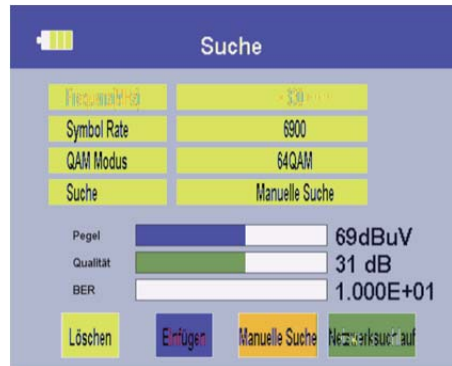 Suche
330
Symbol Rate 6900
QAM Modus 64QAM
Suche Manuelle Suche
Pegel 69dBuV
Qualität 31 dB
BER 1.000E+01
Löschen Einfügen Manuelle Suche